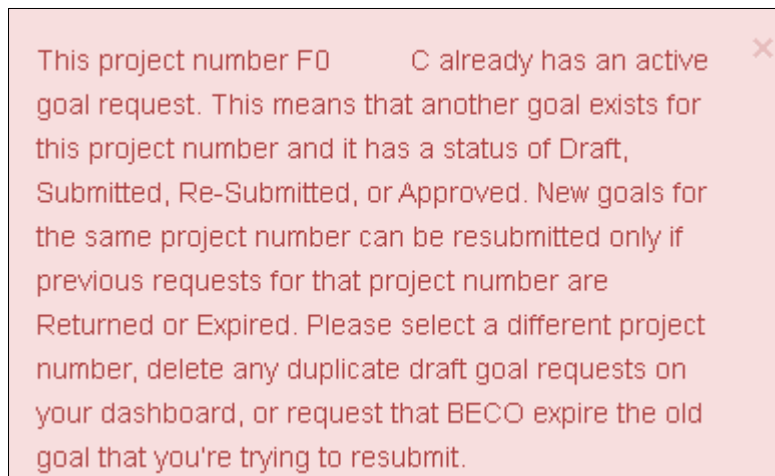 This project number F0 C already has an active
goal request. This means that another goal exists for
this project number and it has a status of Draft,
Submitted, Re-Submitted, or Approved. New goals for
the same project number can be resubmitted only if
previous requests for that project number are
Returned or Expired. Please select a different project
number, delete any duplicate draft goal requests on
your dashboard, or request that BECO expire the old
goal that you're trying to resubmit.